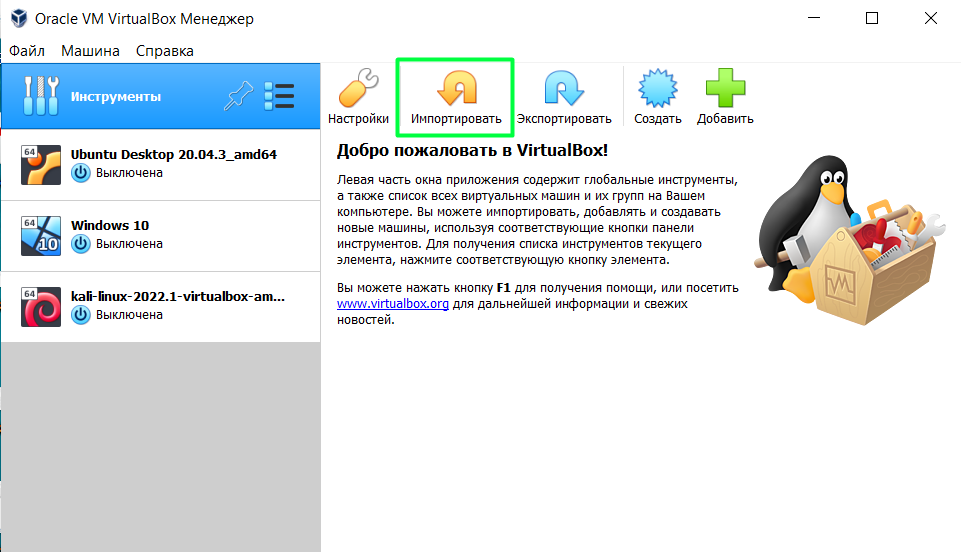 Oracle VM VirtualBox Менеджер
Файл Машина Справка
Инструменты
Настройки Импортировать Экспортировать Создать Добавить
64
Ubuntu Desktop 20.04.3_amd64
Выключена
64
10
Windows 10
Выключена
64
kali-linux-2022.1-virtualbox-am...
Выключена
Добро пожаловать в VirtualBox!
Левая часть окна приложения содержит глобальные инструменты,
а также список всех виртуальных машин и их групп на Вашем
компьютере. Вы можете импортировать, добавлять и создавать
новые машины, используя соответствующие кнопки панели
инструментов. Для получения списка инструментов текущего
элемента, нажмите соответствующую кнопку элемента.
Вы можете нажать кнопку F1 для получения помощи, или посетить
www.virtualbox.org для дальнейшей информации и свежих
новостей.